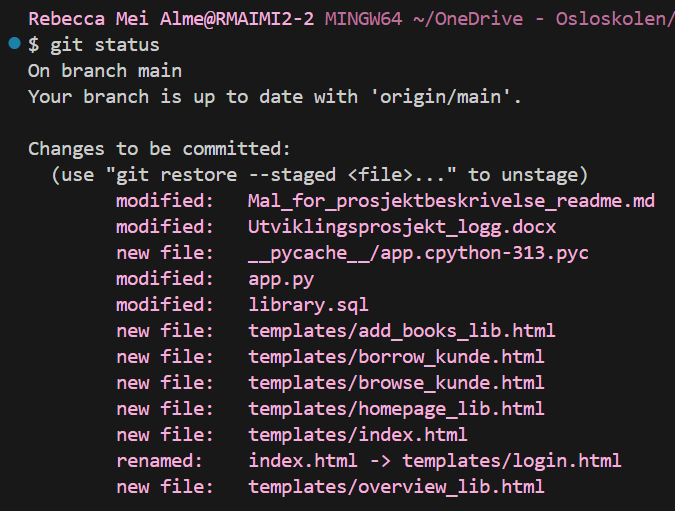 Rebecca Mei Alme@RMAIMI2-2 MINGW64 ~/OneDrive - Osloskolen/
$ git status
On branch main
Your branch is up to date with 'origin/main'.
Changes to be committed:
(use "git restore --staged <file>..." to unstage)
modified: Mal_for_prosjektbeskrivelse_readme.md
modified: Utviklingsprosjekt_logg.docx
new file: __pycache__/app.cpython-313.pyc
modified: app.py
modified: library.sql
new file: templates/add_books_lib.html
new file: templates/borrow_kunde.html
new file: templates/browse_kunde.html
new file: templates/homepage_lib.html
new file: templates/index.html
renamed: index.html -> templates/login.html
new file: templates/overview_lib.html